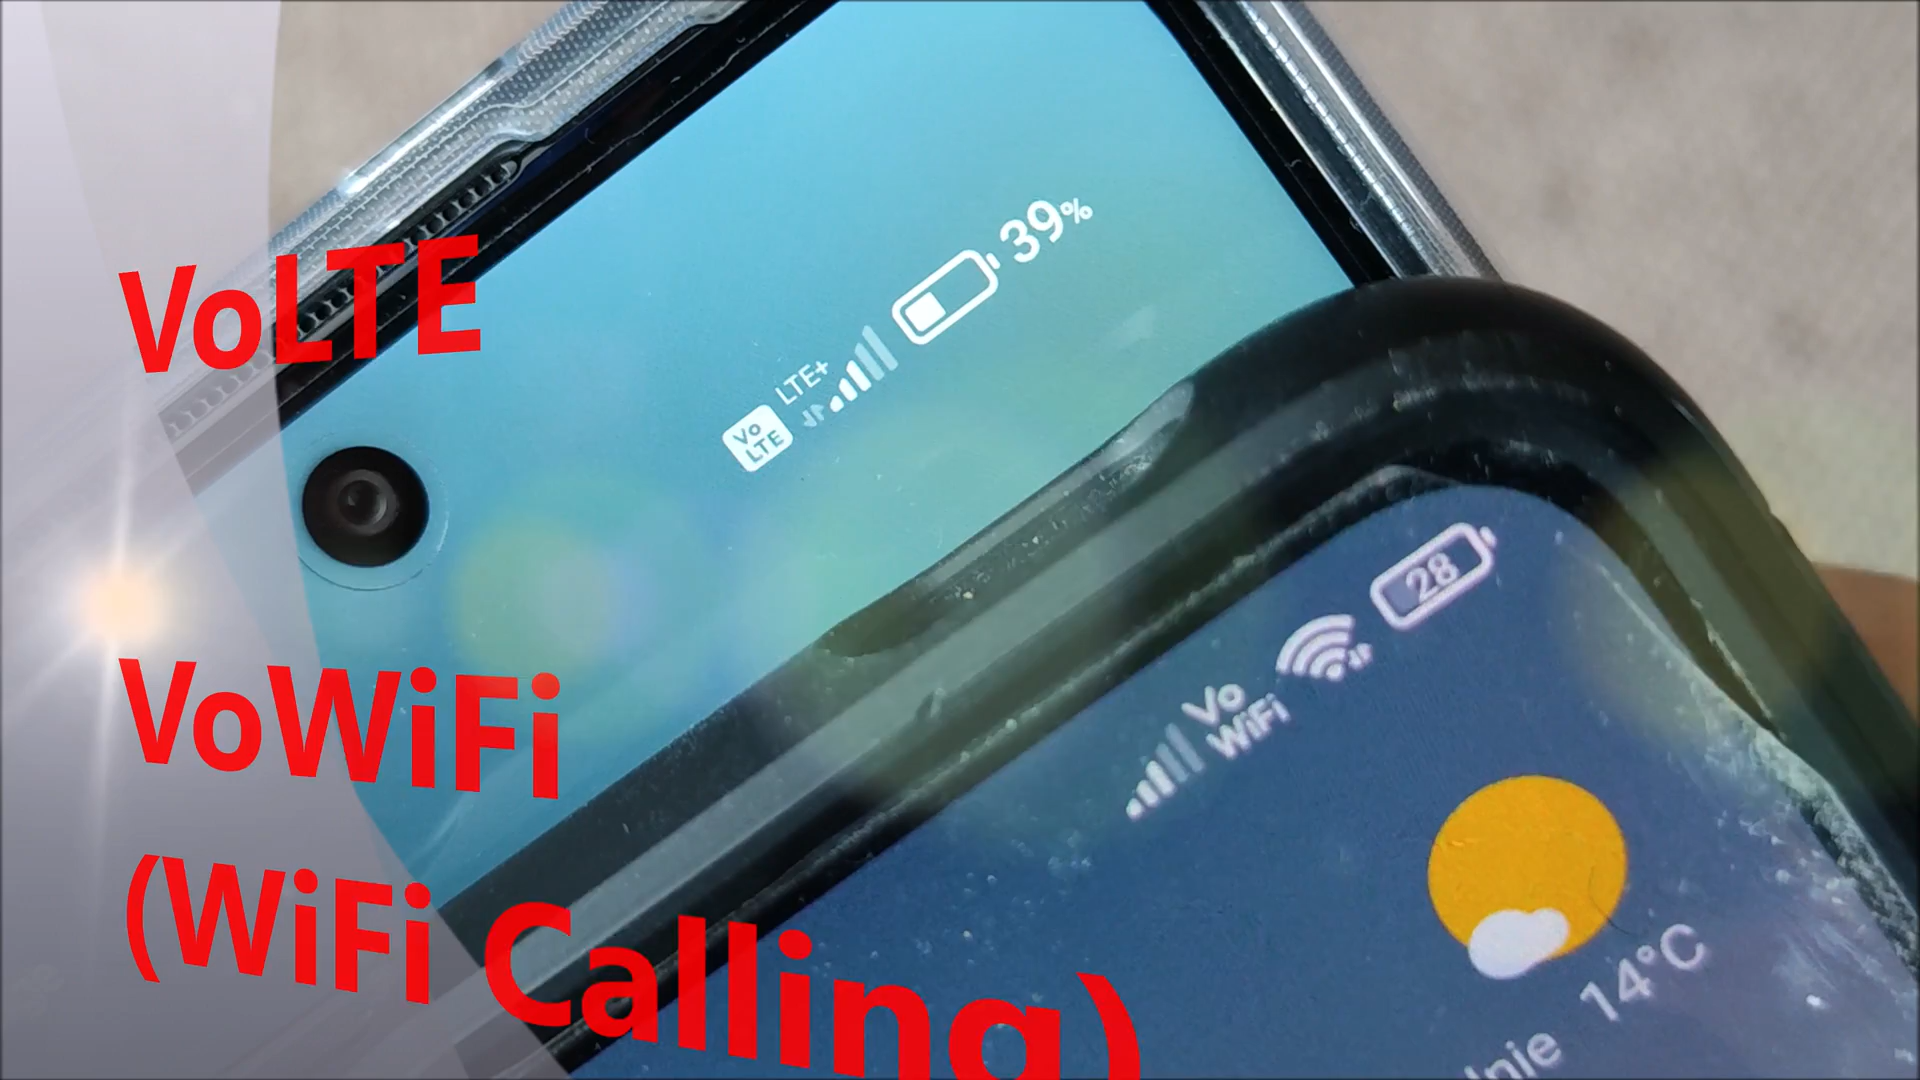 VoLTE
39%
LTE+
Vo
LTE
28
Vo
WiFi
VoWiFi
(WiFi Calling)
14°C